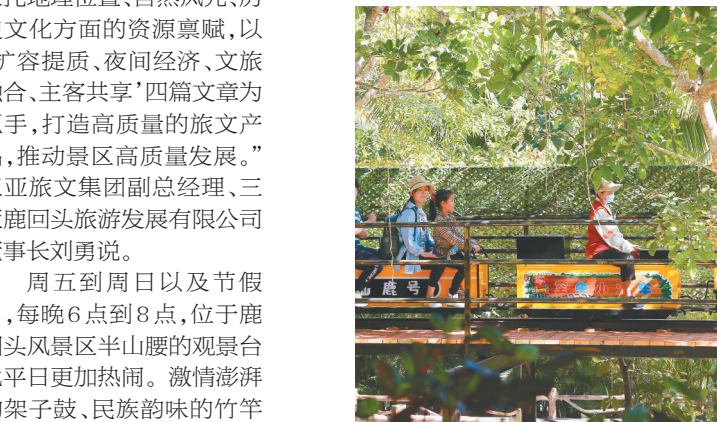 托地理位置、自然风光、历
文化方面的资源禀赋,以
扩容提质、夜间经济、文旅
融合、主客共享’四篇文章为
抓手,打造高质量的旅文产
品,推动景区高质量发展。”
三亚旅文集团副总经理、三
亚鹿回头旅游发展有限公司
董事长刘勇说。
周五到周日以及节假
,每晚6点到8点,位于鹿
回头风景区半山腰的观景台
比平日更加热闹。激情澎湃
的架子鼓、民族韵味的竹竿
山鹿号